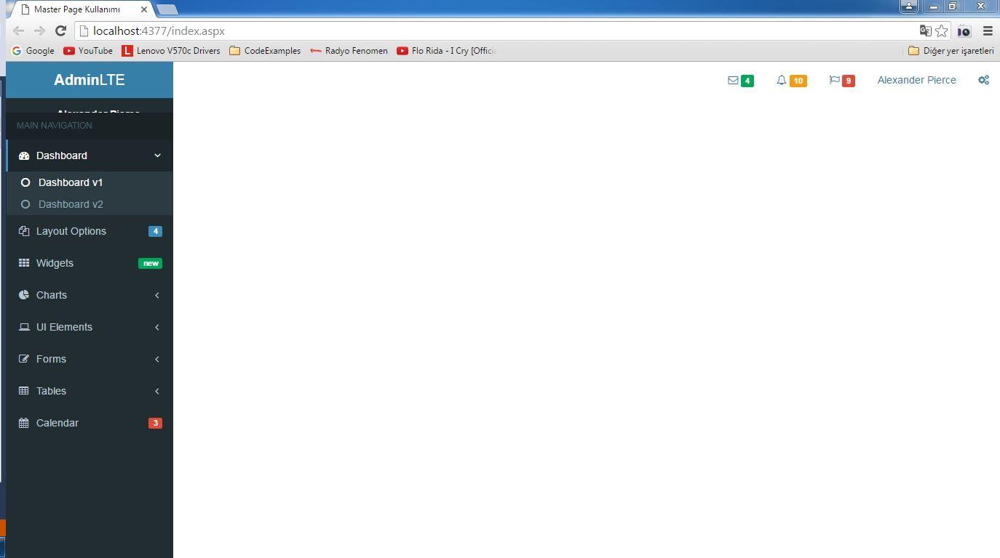 Master Page Kullanımı
localhost:4377/index.aspx
Google YouTube L Lenovo V570c Drivers CodeExamples Radyo Fenomen Flo Rida - I Cry [Offici Diğer yer işaretleri
AdminLTE 4 10 9 Alexander Pierce
Alexander Pierce
MAIN NAVIGATION
Dashboard
Dashboard v1
Dashboard v2
Layout Options 4
Widgets new
Charts
UI Elements
Forms
Tables
Calendar 3